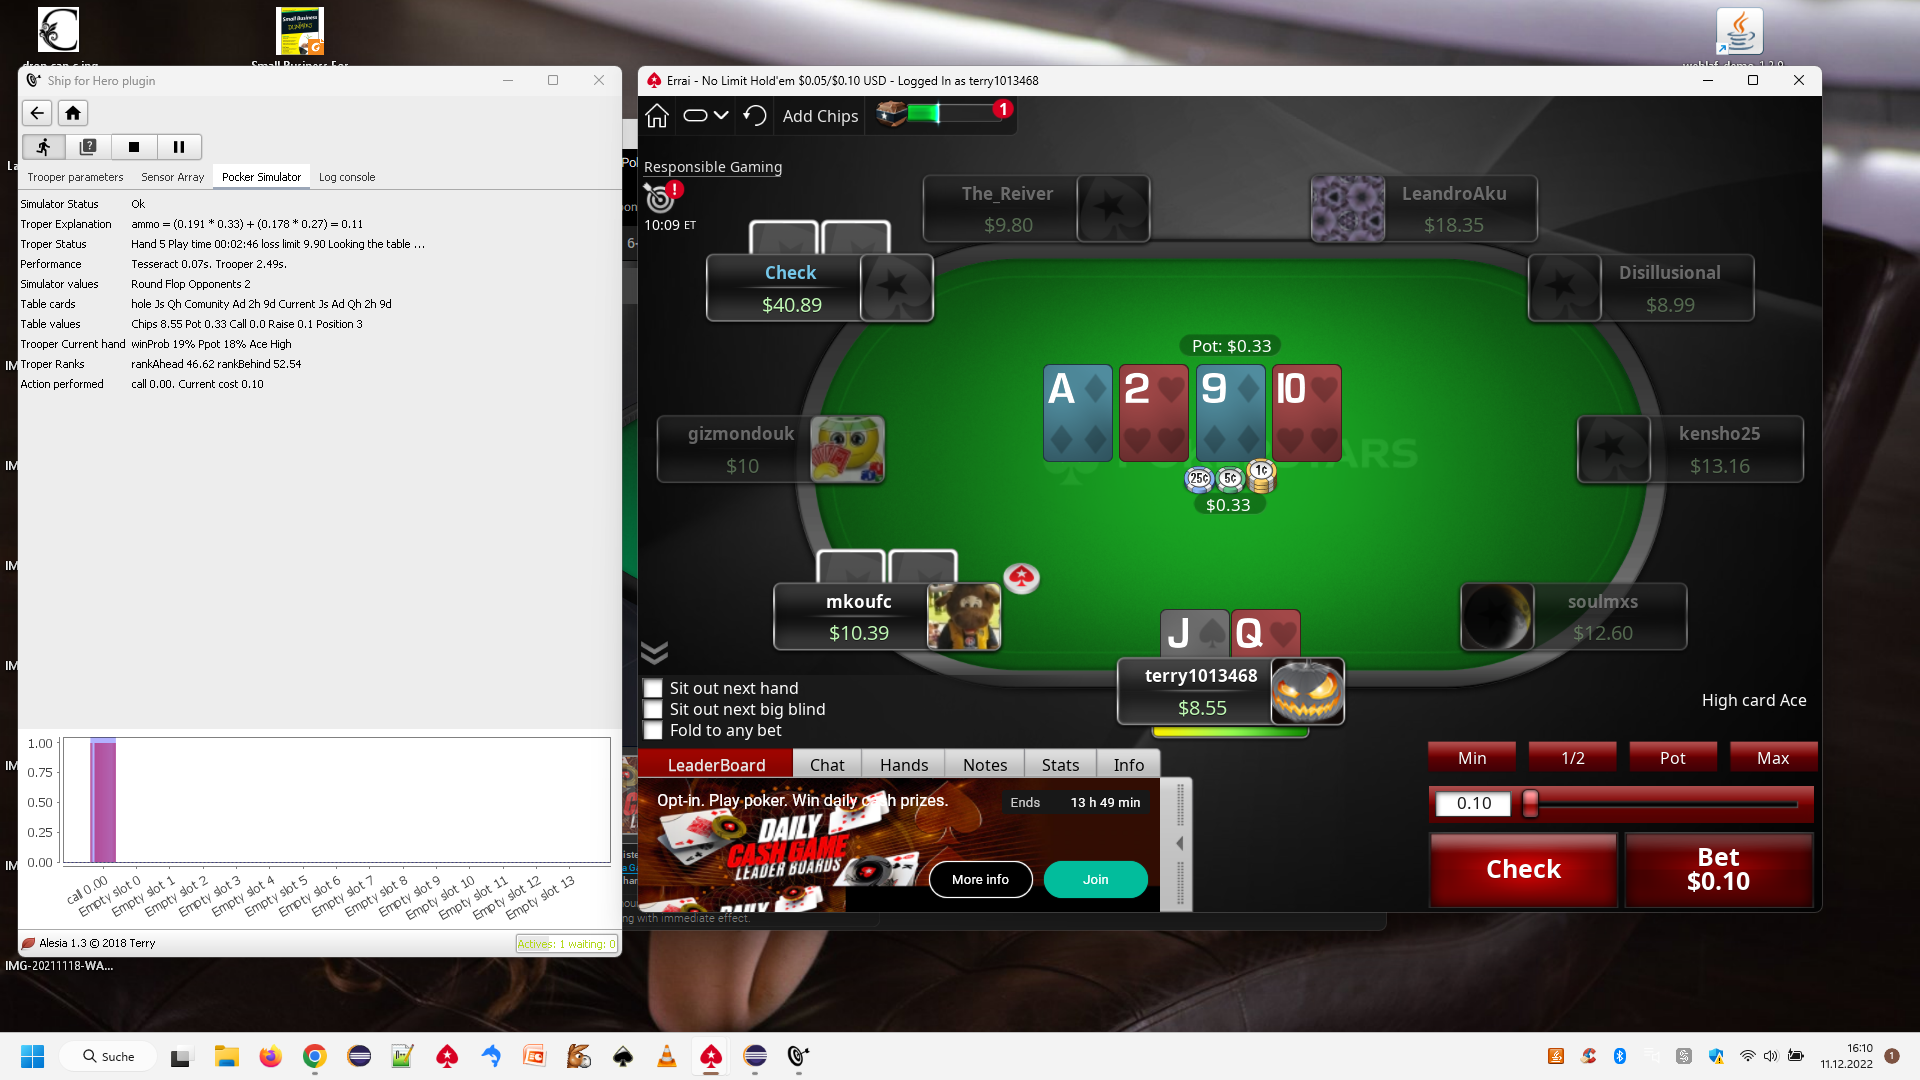 Small Business For
Small Business
DUMMIES
Ship for Hero plugin
Trooper parameters
Sensor Array
Pocker Simulator
Log console
Simulator Status Ok
Troper Explanation ammo = (0.191 * 0.33) + (0.178 * 0.27) = 0.11
Troper Status Hand 5 Play time 00:02:46 loss limit 9.90 Looking the table ...
Performance Tesseract 0.07s. Trooper 2.49s.
Simulator values Round Flop Opponents 2
Table cards hole Js Qh Comunity Ad 2h 9d Current Js Ad Qh 2h 9d
Table values Chips 8.55 Pot 0.33 Call 0.0 Raise 0.1 Position 3
Trooper Current hand winProb 19% Ppot 18% Ace High
Troper Ranks rankAhead 46.62 rankBehind 52.54
Action performed call 0.00. Current cost 0.10
1.00
0.75
0.50
0.25
0.00
call 0.00
Empty slot 0
Empty slot 1
Empty slot 2
Empty slot 3
Empty slot 4
Empty slot 5
Empty slot 6
Empty slot 7
Empty slot 8
Empty slot 9
Empty slot 10
Empty slot 11
Empty slot 12
Empty slot 13
Alesia 1.3 © 2018 Terry
Actives: 1 waiting: 0
IMG-20211118-WA...
Errai - No Limit Hold'em $0.05/$0.10 USD - Logged In as terry1013468
Add Chips
1
Responsible Gaming
!
10:09 ET
The_Reiver
$9.80
LeandroAku
$18.35
Check
$40.89
Disillusional
$8.99
Pot: $0.33
A
2
9
10
gizmondouk
$10
kensho25
$13.16
25¢
5¢
1¢
$0.33
mkoufc
$10.39
J
Q
soulmxs
$12.60
terry1013468
$8.55
Sit out next hand
Sit out next big blind
Fold to any bet
High card Ace
LeaderBoard
Chat
Hands
Notes
Stats
Info
Min
1/2
Pot
Max
0.10
Opt-in. Play poker. Win daily cash prizes.
Ends 13 h 49 min
DAILY
CASH GAME
LEADER BOARDS
More info
Join
Check
Bet
$0.10
ng with immediate effect.
Suche
16:10
11.12.2022
1